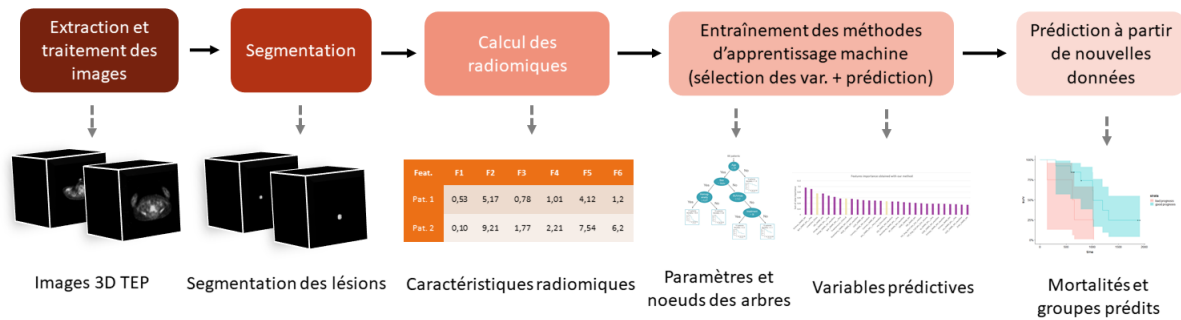 Extraction et
traitement des
images
Segmentation
Calcul des
radiomiques
Entraînement des méthodes
d'apprentissage machine
(sélection des var. + prédiction)
Prédiction à partir
de nouvelles
données
Feat. F1 F2 F3 F4 F5 F6
Pat. 1 0,53 5,17 0,78 1,01 4,12 1,2
Pat. 2 0,10 9,21 1,77 2,21 7,54 6,2
Images 3D TEP
Segmentation des lésions
Caractéristiques radiomiques
Paramètres et
noeuds des arbres
Variables prédictives
Mortalités et
groupes prédits